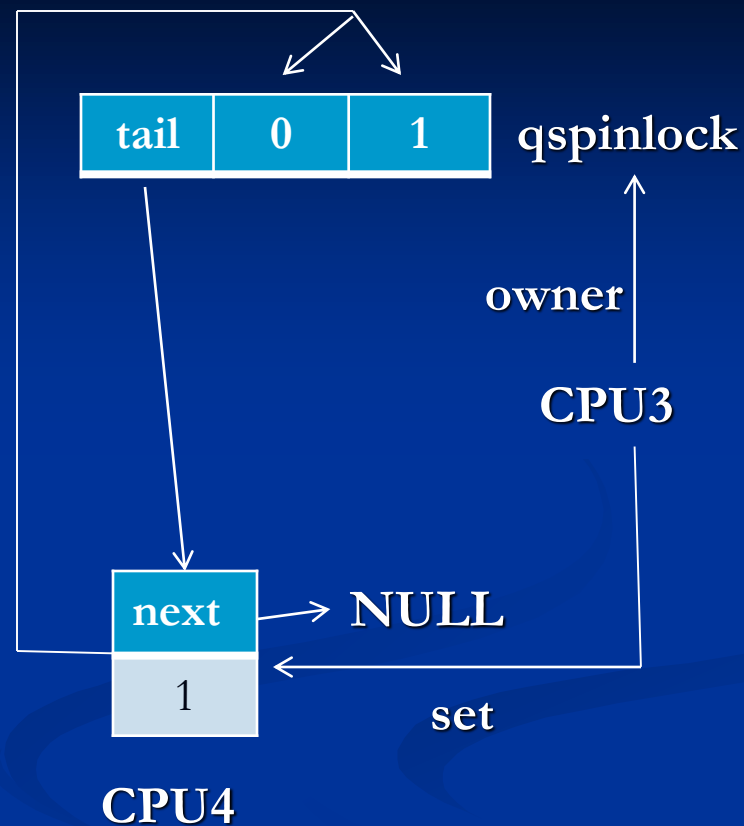 tail 0 1 qspinlock
owner
CPU3
next NULL
1
set
CPU4